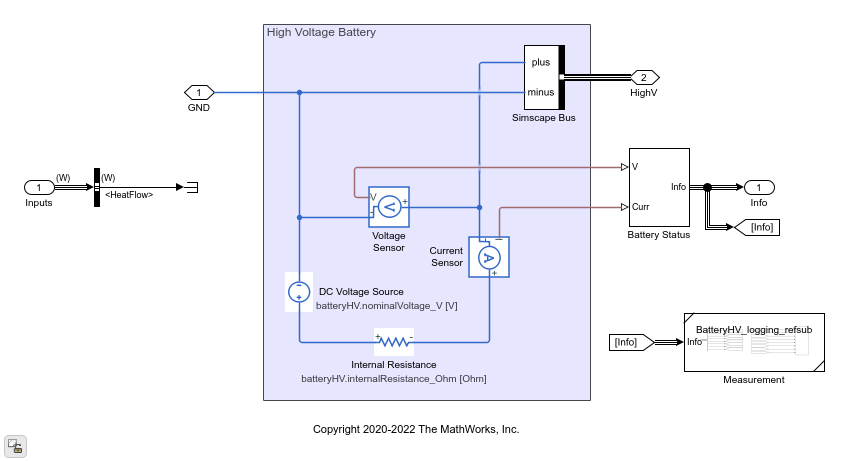 High Voltage Battery
plus
minus
Simscape Bus
2
HighV
1
GND
(W)
(W)
1
Inputs
<HeatFlow>
V
+
-
V
Voltage
Sensor
V
Curr
Info
Battery Status
1
Info
[Info]
Current
Sensor
I
-
A
+
DC Voltage Source
batteryHV.nominalVoltage_V [V]
-
+
+
-
Internal Resistance
batteryHV.internalResistance_Ohm [Ohm]
[Info]
BatteryHV_logging_refsub
Info
Measurement
Copyright 2020-2022 The MathWorks, Inc.